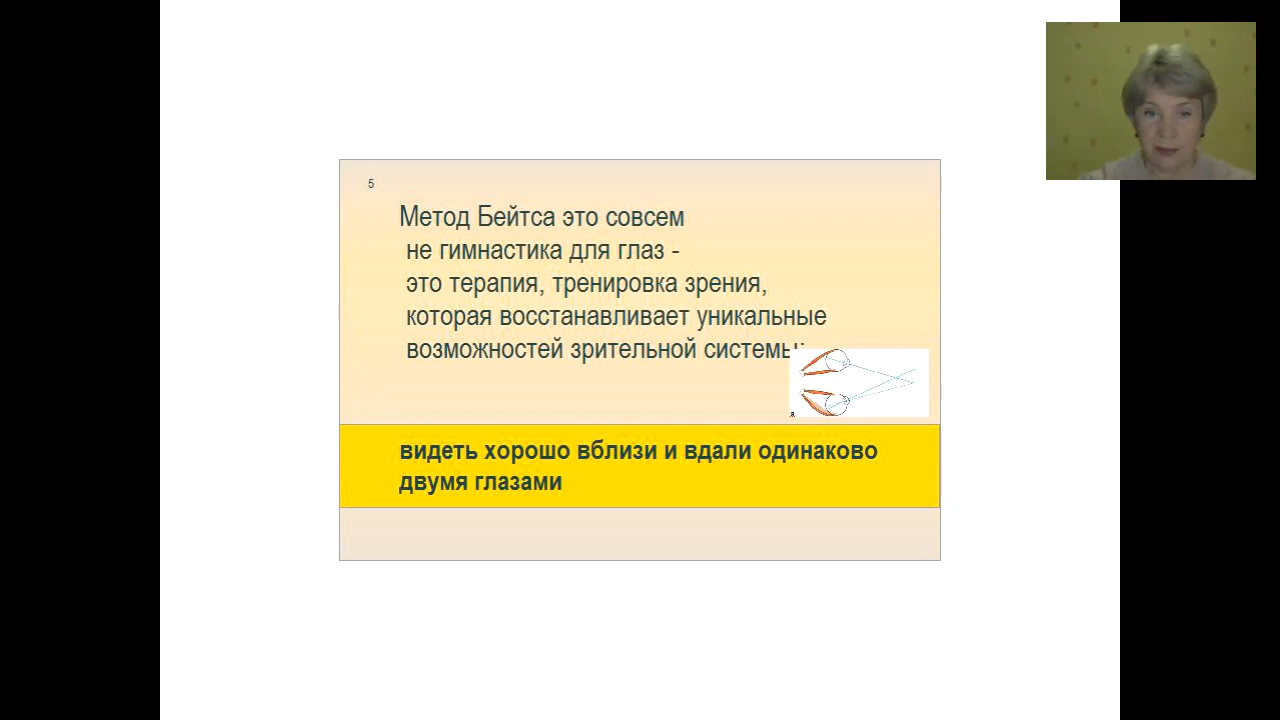 5
Метод Бейтса это совсем
не гимнастика для глаз -
это терапия, тренировка зрения,
которая восстанавливает уникальные
возможностей зрительной системы:
видеть хорошо вблизи и вдали одинаково
двумя глазами